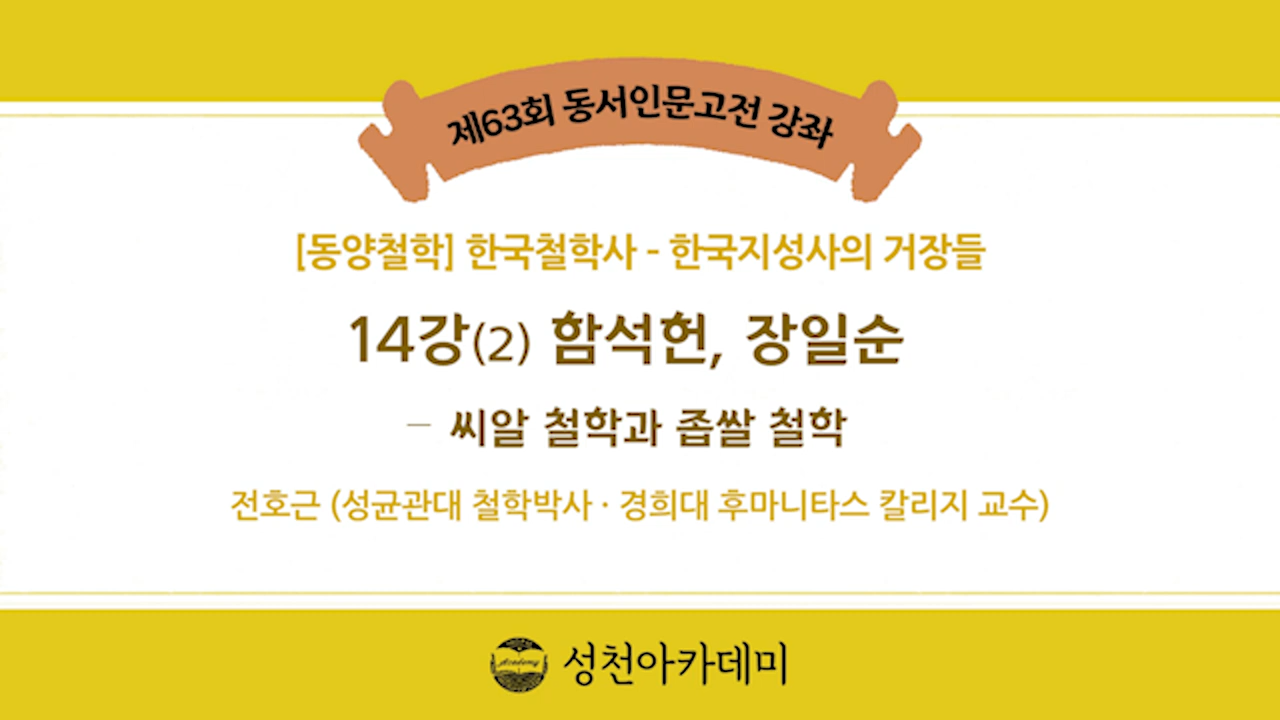 제63회 동서인문고전 강좌
[동양철학] 한국철학사 - 한국지성사의 거장들
14강(2) 함석헌, 장일순
– 씨알 철학과 좁쌀 철학
전호근 (성균관대 철학박사 · 경희대 후마니타스 칼리지 교수)
Academy
성천아카데미